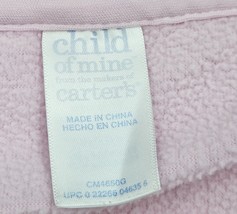 child
of mine
from the makers of
carter's
MADE IN CHINA
HECHO EN CHINA
CM4650G
UPC 0 22266 04635 6